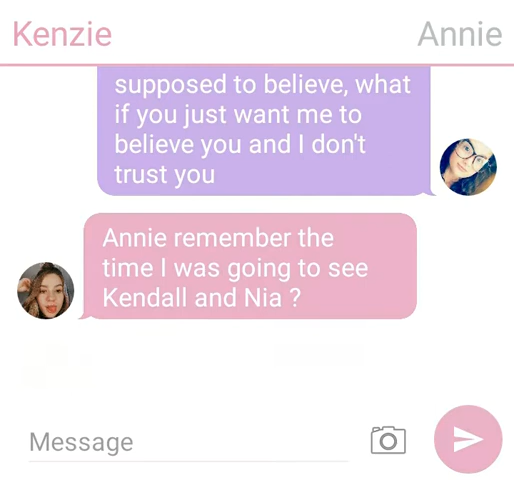 Kenzie Annie
supposed to believe, what
if you just want me to
believe you and I don't
trust you
Annie remember the
time I was going to see
Kendall and Nia ?
Message